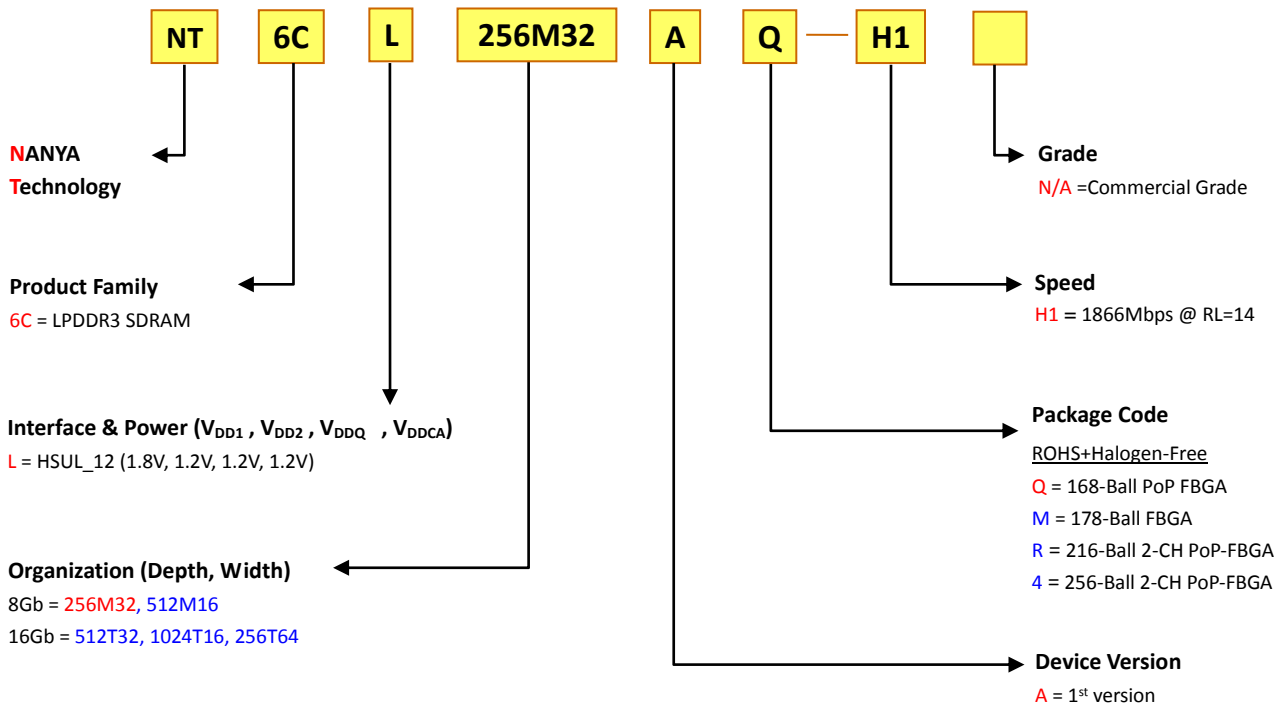 NT 6C L 256M32 A Q — H1
NANYA
Technology
Product Family
6C = LPDDR3 SDRAM
Interface & Power (VDD1 , VDD2 , VDDQ , VDDCA)
L = HSUL_12 (1.8V, 1.2V, 1.2V, 1.2V)
Organization (Depth, Width)
8Gb = 256M32, 512M16
16Gb = 512T32, 1024T16, 256T64
Grade
N/A =Commercial Grade
Speed
H1 = 1866Mbps @ RL=14
Package Code
ROHS+Halogen-Free
Q = 168-Ball PoP FBGA
M = 178-Ball FBGA
R = 216-Ball 2-CH PoP-FBGA
4 = 256-Ball 2-CH PoP-FBGA
Device Version
A = 1st version